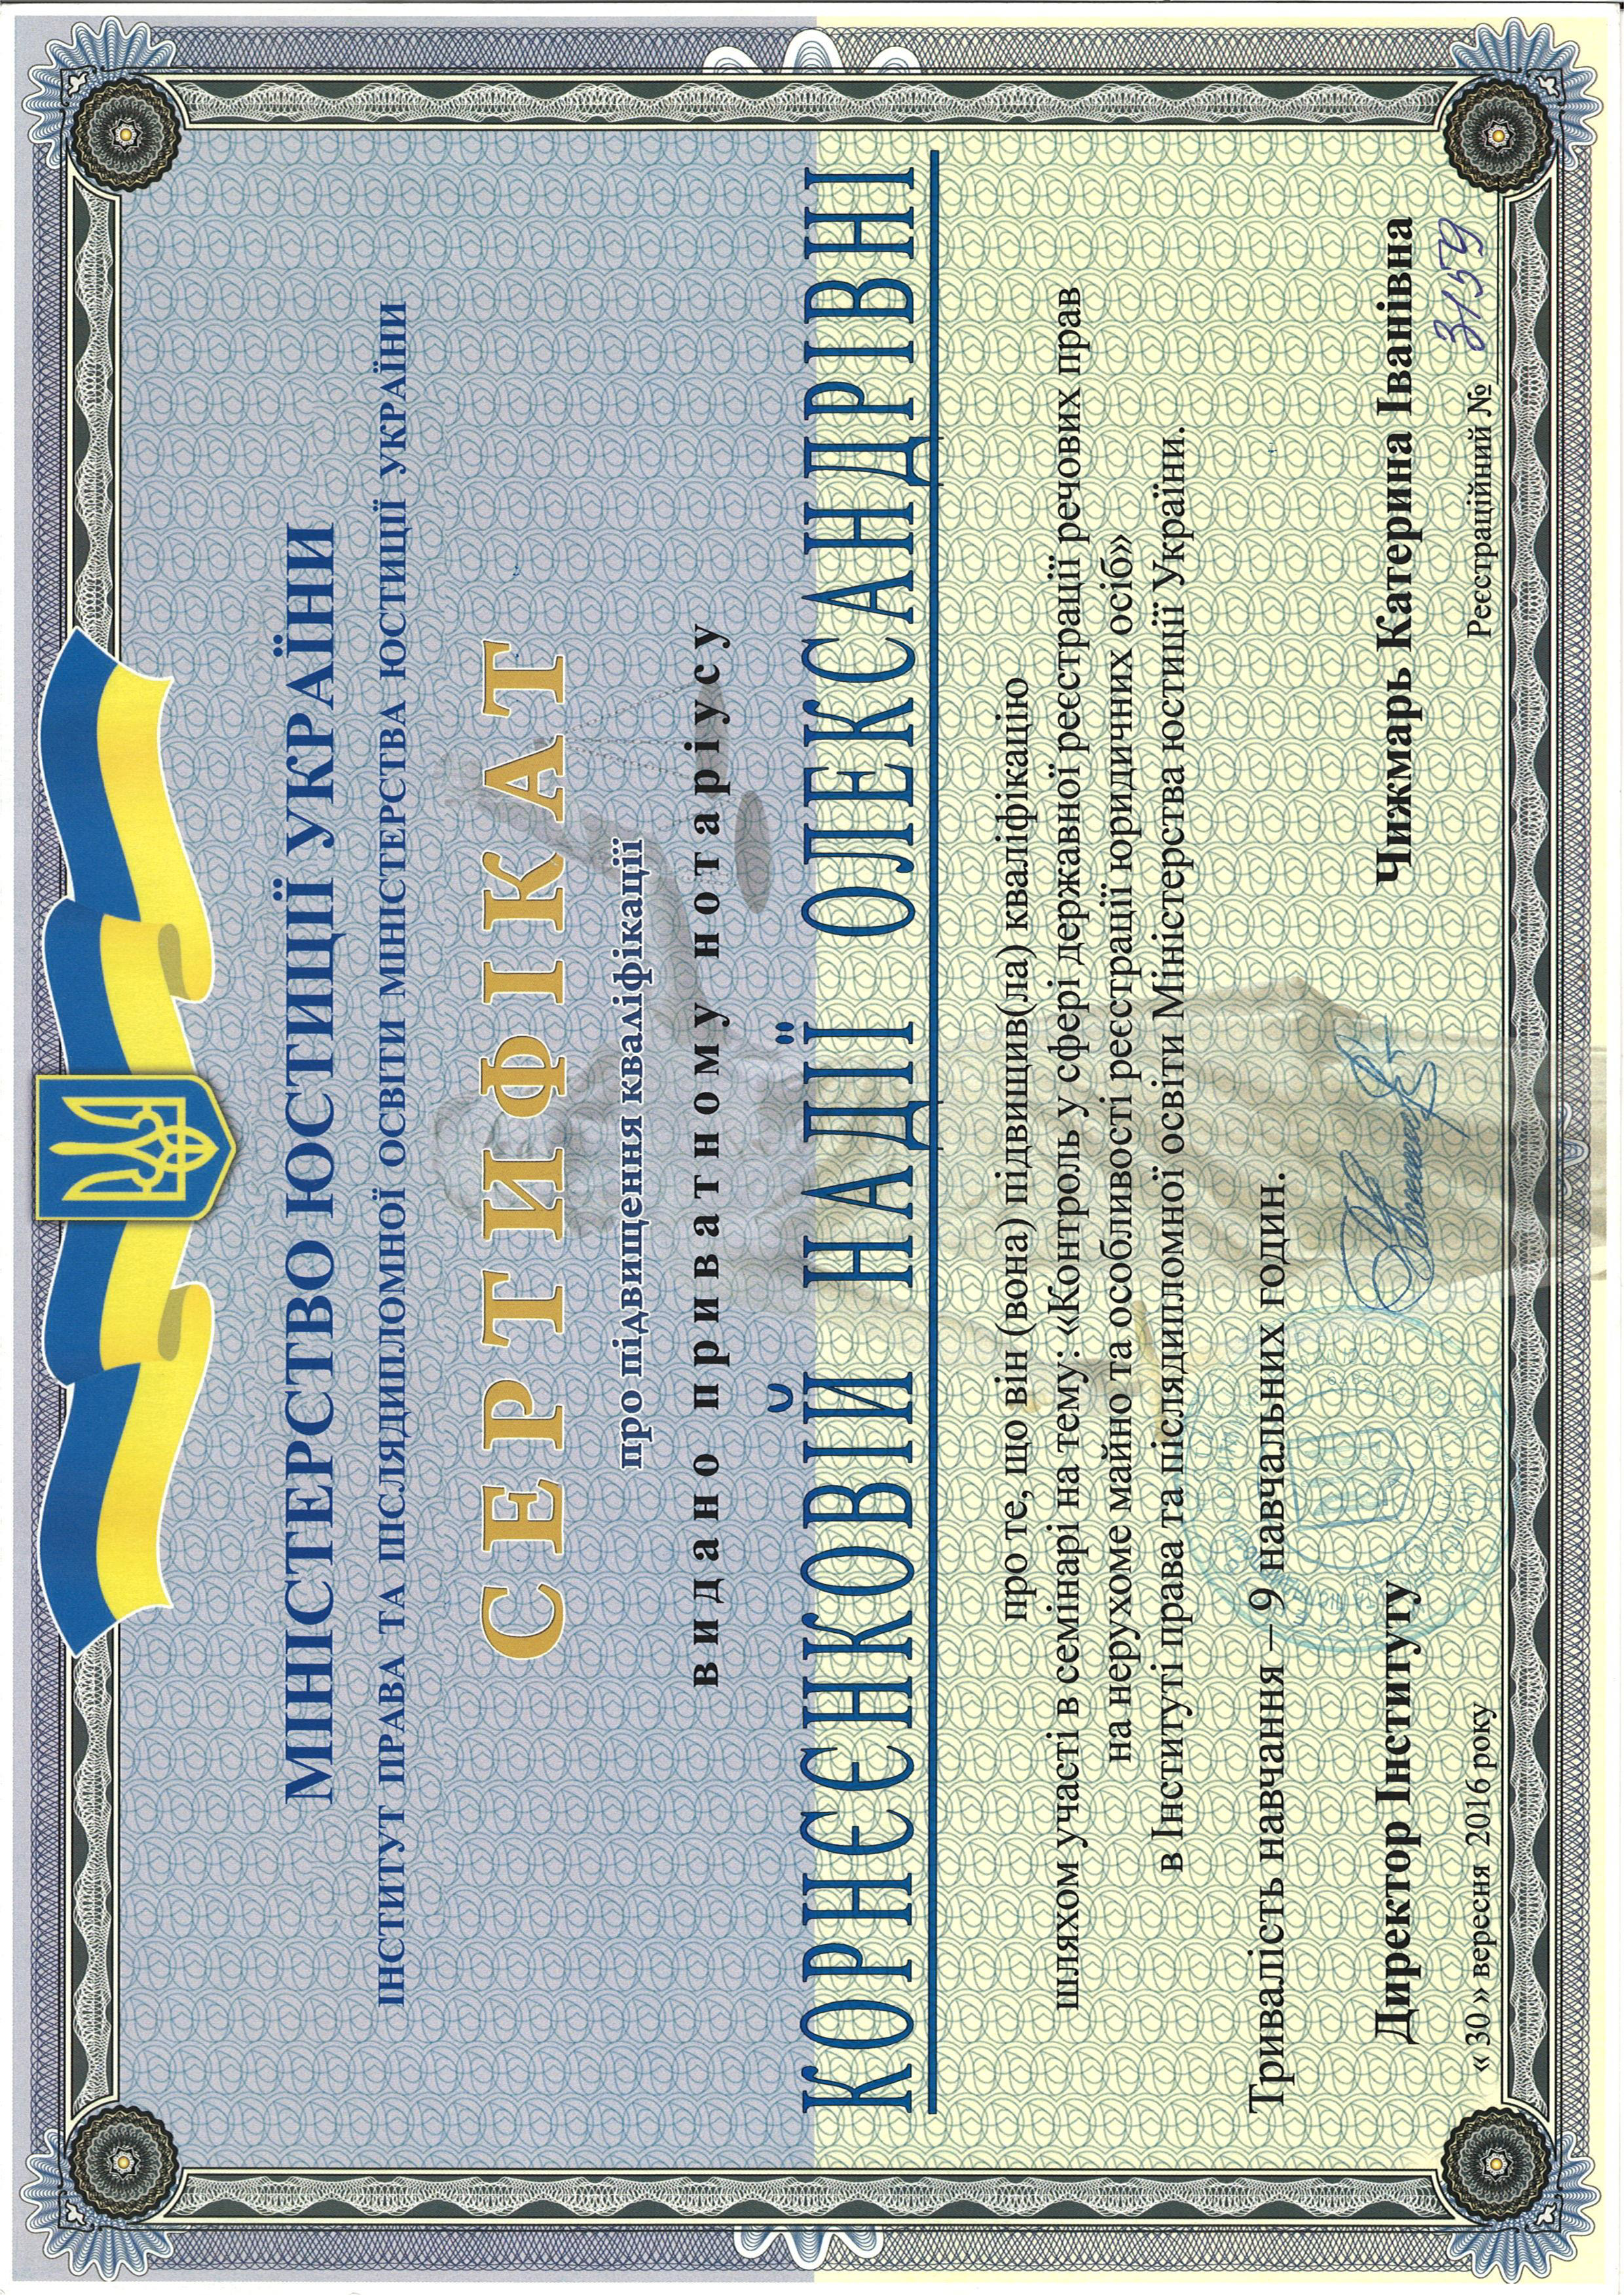 МІНІСТЕРСТВО ЮСТИЦІЇ УКРАЇНИ
ІНСТИТУТ ПРАВА ТА ПІСЛЯДИПЛОМНОЇ ОСВІТИ МІНІСТЕРСТВА ЮСТИЦІЇ УКРАЇНИ
СЕРТИФІКАТ
про підвищення кваліфікації
видано приватному нотаріусу
КОРНЄЄНКОВІЙ НАДІЇ ОЛЕКСАНДРІВНІ
про те, що він (вона) підвищив(ла) кваліфікацію
шляхом участі в семінарі на тему: «Контроль у сфері державної реєстрації речових прав
на нерухоме майно та особливості реєстрації юридичних осіб»
в Інституті права та післядипломної освіти Міністерства юстиції України.
Тривалість навчання – 9 навчальних годин.
Директор Інституту Чижмарь Катерина Іванівна
« 30 » вересня 2016 року Реєстраційний № 3159